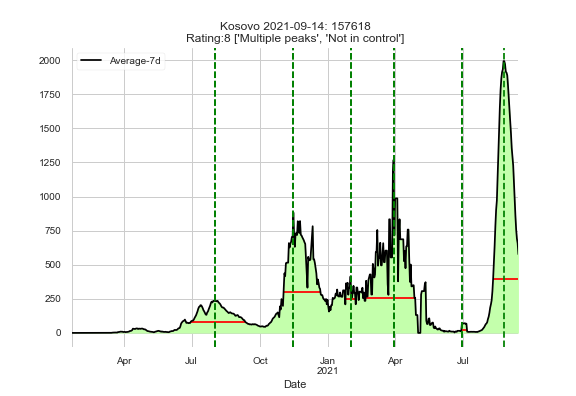 Kosovo 2021-09-14: 157618
Rating:8 ['Multiple peaks', 'Not in control']
Average-7d
2000
1750
1500
1250
1000
750
500
250
0
Apr
Jul
Oct
Jan
2021
Apr
Jul
Date